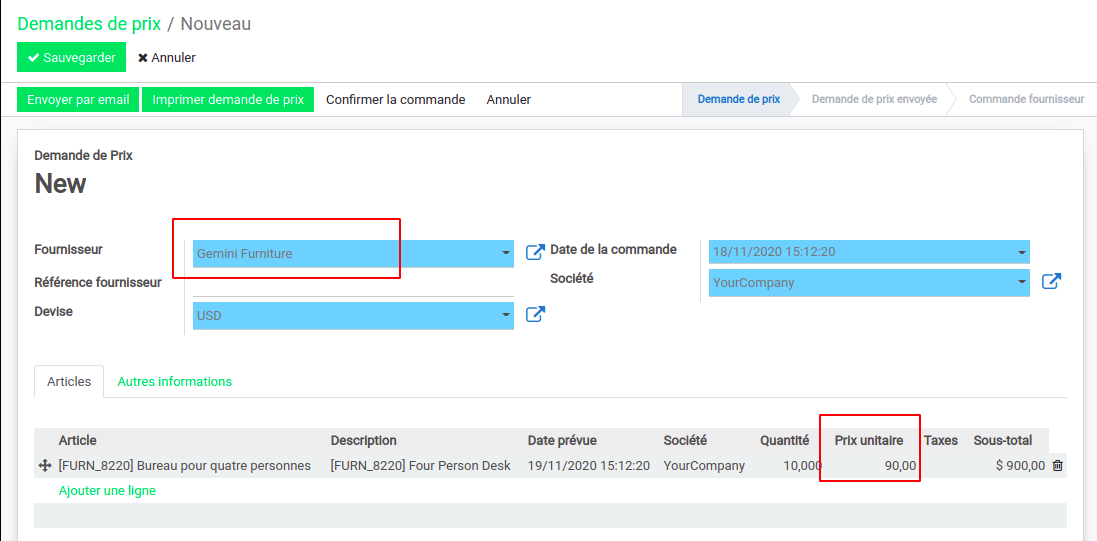 Demandes de prix / Nouveau
Sauvegarder Annuler
Envoyer par email Imprimer demande de prix Confirmer la commande Annuler Demande de prix Demande de prix envoyée Commande fournisseur
Demande de Prix
New
Fournisseur Gemini Furniture Date de la commande 18/11/2020 15:12:20
Référence fournisseur Société YourCompany
Devise USD
Articles Autres informations
Article Description Date prévue Société Quantité Prix unitaire Taxes Sous-total
[FURN_8220] Bureau pour quatre personnes [FURN_8220] Four Person Desk 19/11/2020 15:12:20 YourCompany 10,000 90,00 $ 900,00
Ajouter une ligne